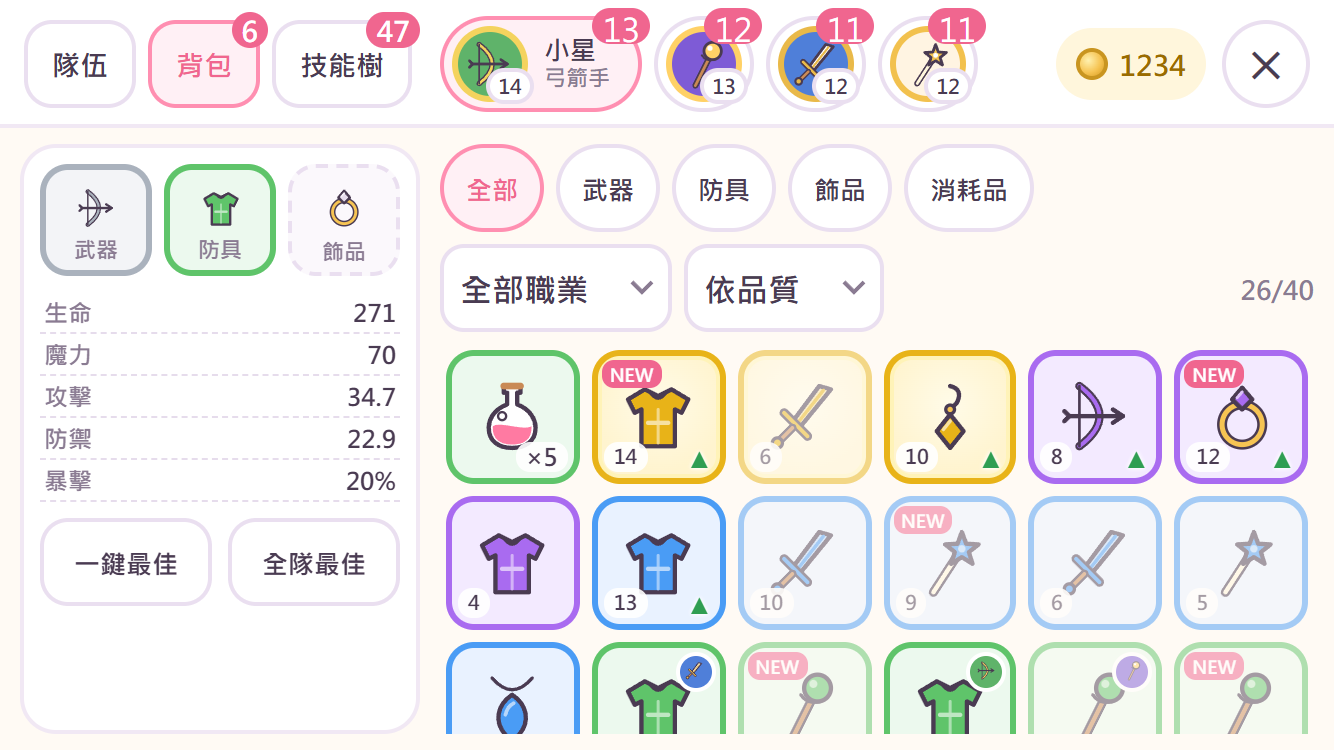 隊伍
背包
6
技能樹
47
小星
弓箭手
13
14
12
13
11
12
11
12
1234
武器
防具
飾品
生命 271
魔力 70
攻擊 34.7
防禦 22.9
暴擊 20%
一鍵最佳
全隊最佳
全部
武器
防具
飾品
消耗品
全部職業
依品質
26/40
×5
NEW
14
6
10
8
NEW
12
4
13
10
NEW
9
6
5
NEW
NEW